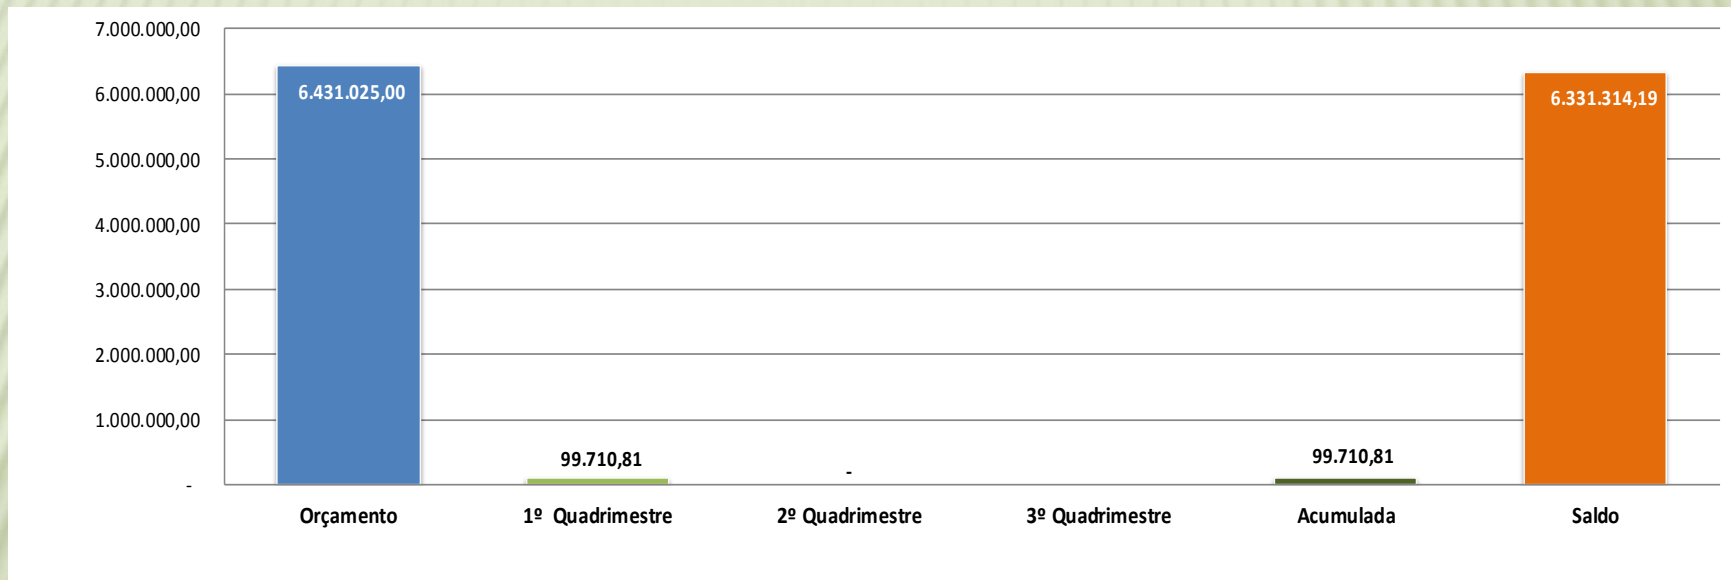 7.000.000,00
6.000.000,00
5.000.000,00
4.000.000,00
3.000.000,00
2.000.000,00
1.000.000,00
-
6.431.025,00
99.710,81
-
99.710,81
6.331.314,19
Orçamento
1º Quadrimestre
2º Quadrimestre
3º Quadrimestre
Acumulada
Saldo